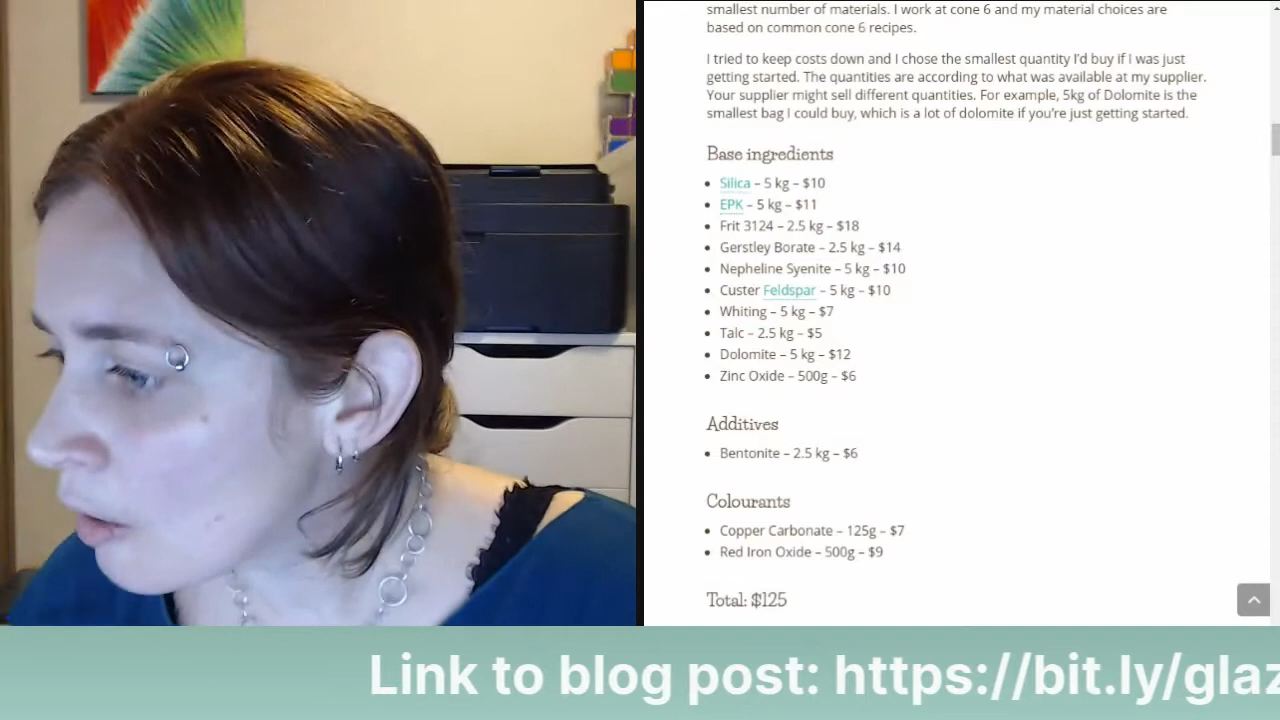 smallest number of materials. I work at cone 6 and my material choices are
based on common cone 6 recipes.
I tried to keep costs down and I chose the smallest quantity I'd buy if I was just
getting started. The quantities are according to what was available at my supplier.
Your supplier might sell different quantities. For example, 5kg of Dolomite is the
smallest bag I could buy, which is a lot of dolomite if you're just getting started.
Base ingredients
• Silica – 5 kg – $10
• EPK – 5 kg – $11
• Frit 3124 – 2.5 kg – $18
• Gerstley Borate – 2.5 kg – $14
• Nepheline Syenite – 5 kg – $10
• Custer Feldspar – 5 kg – $10
• Whiting – 5 kg – $7
• Talc – 2.5 kg – $5
• Dolomite – 5 kg – $12
• Zinc Oxide – 500g – $6
Additives
• Bentonite – 2.5 kg – $6
Colourants
• Copper Carbonate – 125g – $7
• Red Iron Oxide – 500g – $9
Total: $125
Link to blog post: https://bit.ly/glaz